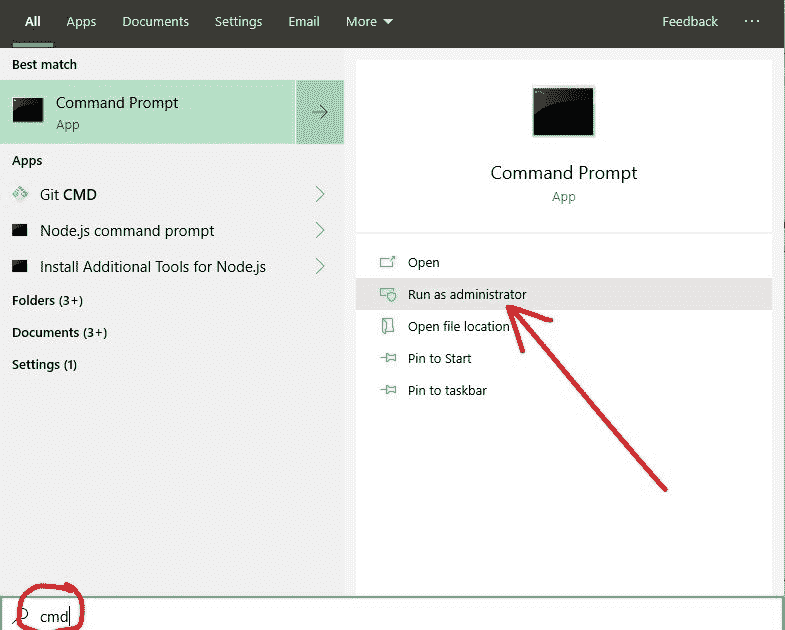 All Apps Documents Settings Email More Feedback ...
Best match
Command Prompt
App
Apps
Git CMD
Node.js command prompt
Install Additional Tools for Node.js
Folders (3+)
Documents (3+)
Settings (1)
Command Prompt
App
Open
Run as administrator
Open file location
Pin to Start
Pin to taskbar
cmd